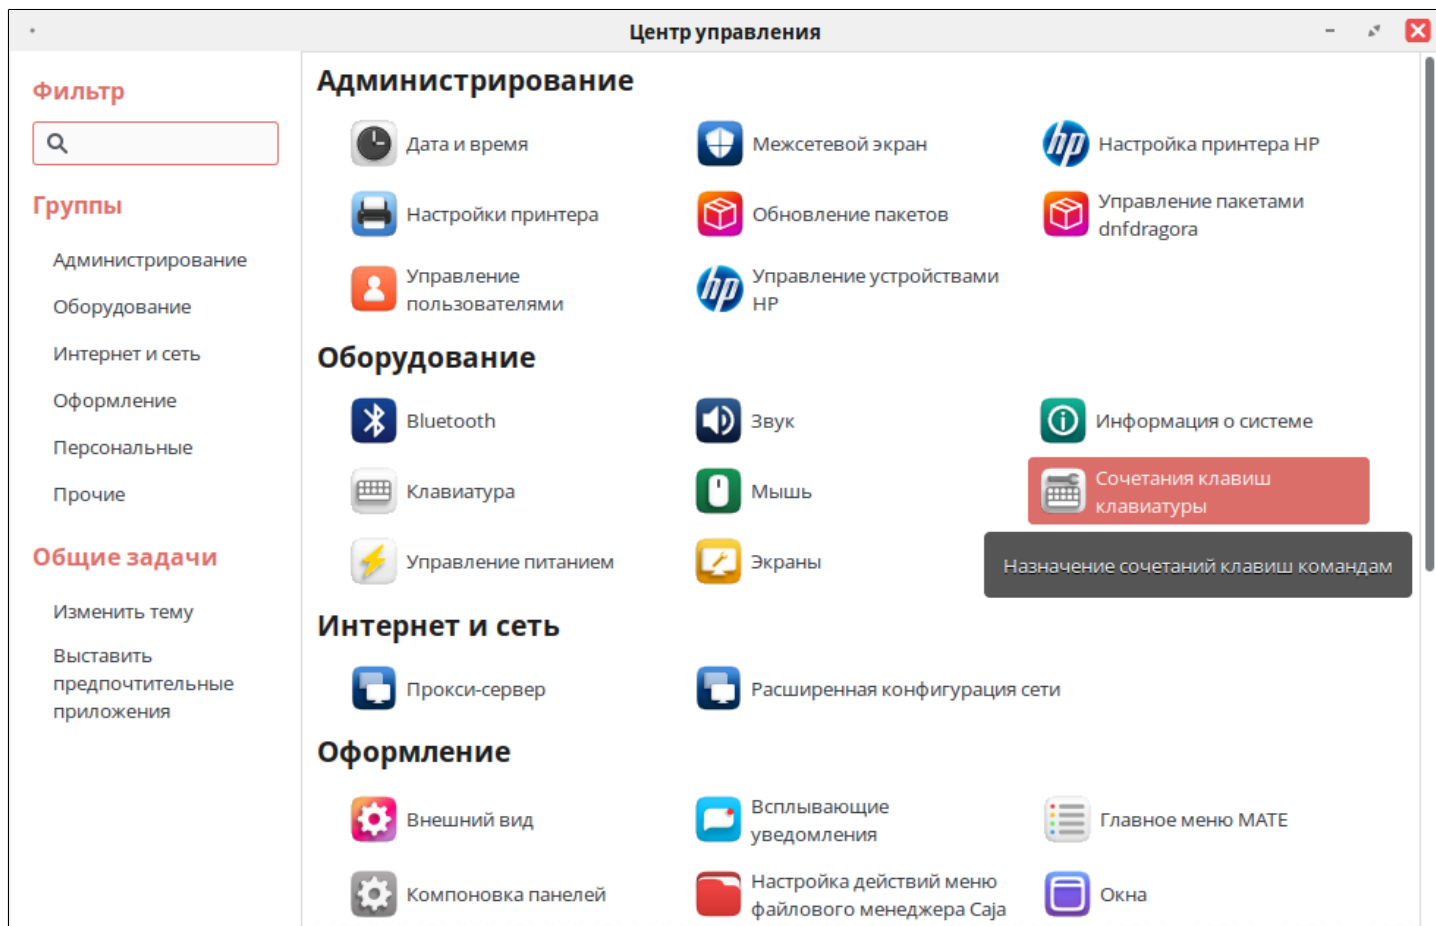 Центр управления
Фильтр
Группы
Администрирование
Оборудование
Интернет и сеть
Оформление
Персональные
Прочие
Общие задачи
Изменить тему
Выставить
предпочтительные
приложения
Администрирование
Дата и время
Межсетевой экран
hp
Настройка принтера HP
Настройки принтера
Обновление пакетов
Управление пакетами
dnfdragora
Управление
пользователями
hp
Управление устройствами
HP
Оборудование
Bluetooth
Звук
Информация о системе
Клавиатура
Мышь
Сочетания клавиш
клавиатуры
Управление питанием
Экраны
Назначение сочетаний клавиш командам
Интернет и сеть
Прокси-сервер
Расширенная конфигурация сети
Оформление
Внешний вид
Всплывающие
уведомления
Главное меню MATE
Компоновка панелей
Настройка действий меню
файлового менеджера Caja
Окна